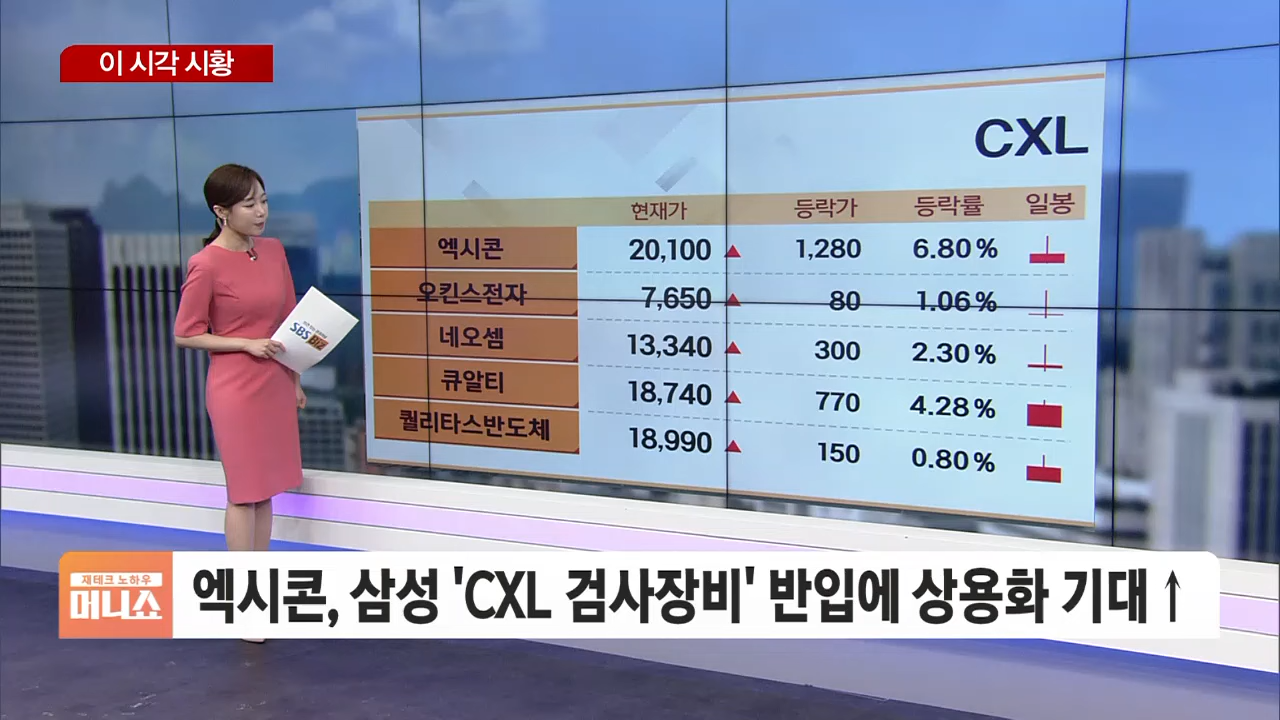 이 시각 시황
CXL
현재가 등락가 등락률 일봉
엑시콘 20,100 ▲ 1,280 6.80%
오킨스전자 7,650 ▲ 80 1.06%
네오셈 13,340 ▲ 300 2.30%
큐알티 18,740 ▲ 770 4.28%
퀄리타스반도체 18,990 ▲ 150 0.80%
SBS Biz
재테크 노하우
머니쇼
엑시콘, 삼성 'CXL 검사장비' 반입에 상용화 기대↑